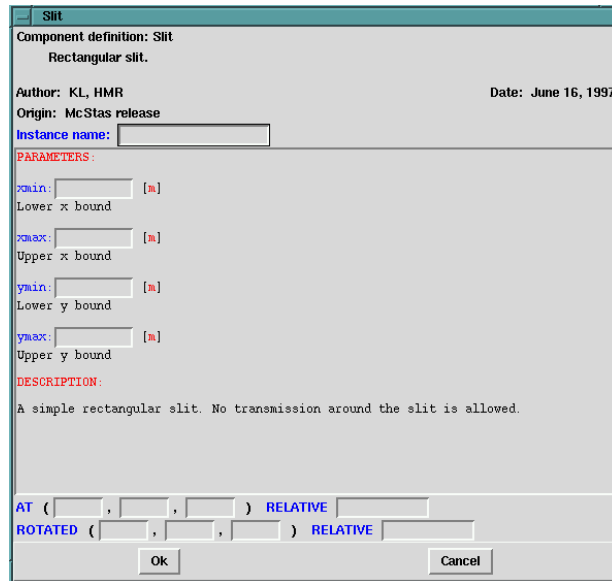 Slit
Component definition: Slit
Rectangular slit.
Author: KL, HMR Date: June 16, 1997
Origin: McStas release
Instance name:
PARAMETERS:
xmin: [m]
Lower x bound
xmax: [m]
Upper x bound
ymin: [m]
Lower y bound
ymax: [m]
Upper y bound
DESCRIPTION:
A simple rectangular slit. No transmission around the slit is allowed.
AT ( , , ) RELATIVE
ROTATED ( , , ) RELATIVE
Ok Cancel